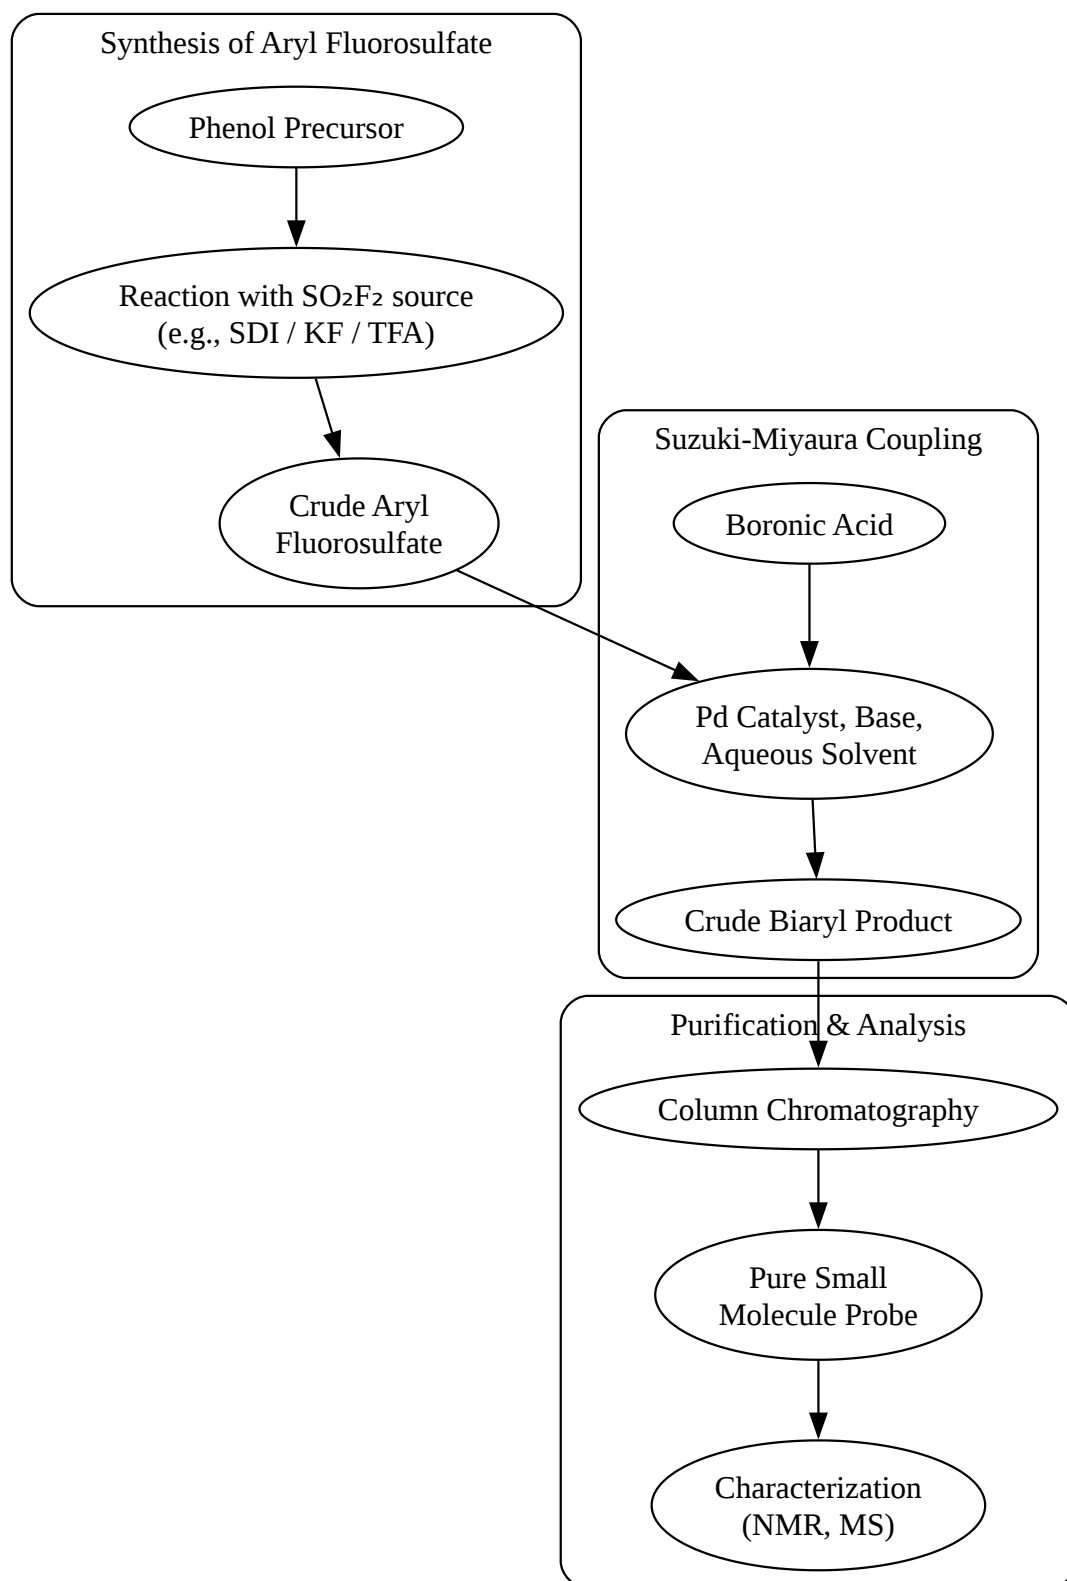 Synthesis of Aryl Fluorosulfate
Phenol Precursor
Reaction with SO₂F₂ source
(e.g., SDI / KF / TFA)
Crude Aryl
Fluorosulfate
Suzuki-Miyaura Coupling
Boronic Acid
Pd Catalyst, Base,
Aqueous Solvent
Crude Biaryl Product
Purification & Analysis
Column Chromatography
Pure Small
Molecule Probe
Characterization
(NMR, MS)